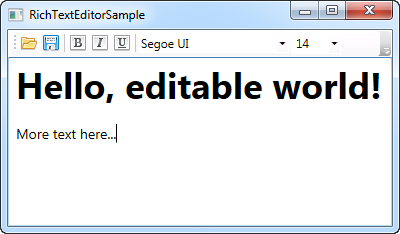 RichTextEditorSample
B I U Segoe UI 14
Hello, editable world!
More text here...